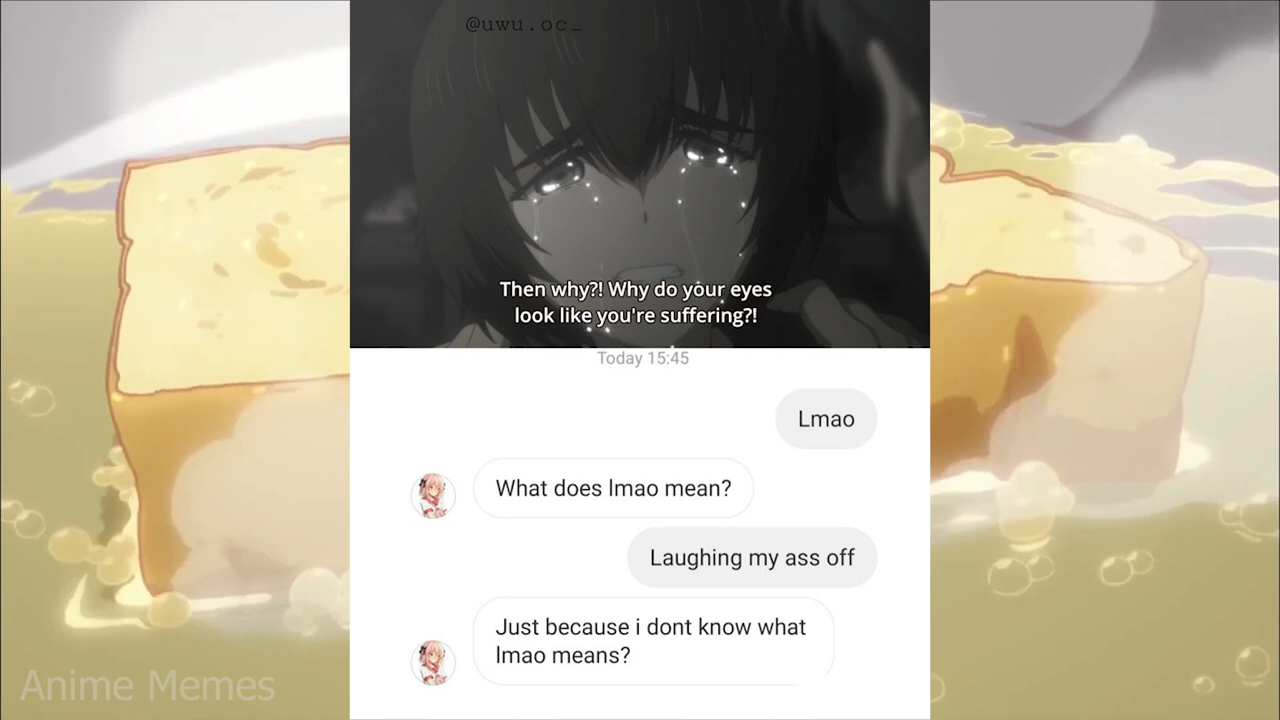 @uwu.oc_
Then why?! Why do your eyes
look like you're suffering?!
Today 15:45
Lmao
What does lmao mean?
Laughing my ass off
Just because i dont know what
lmao means?
Anime Memes